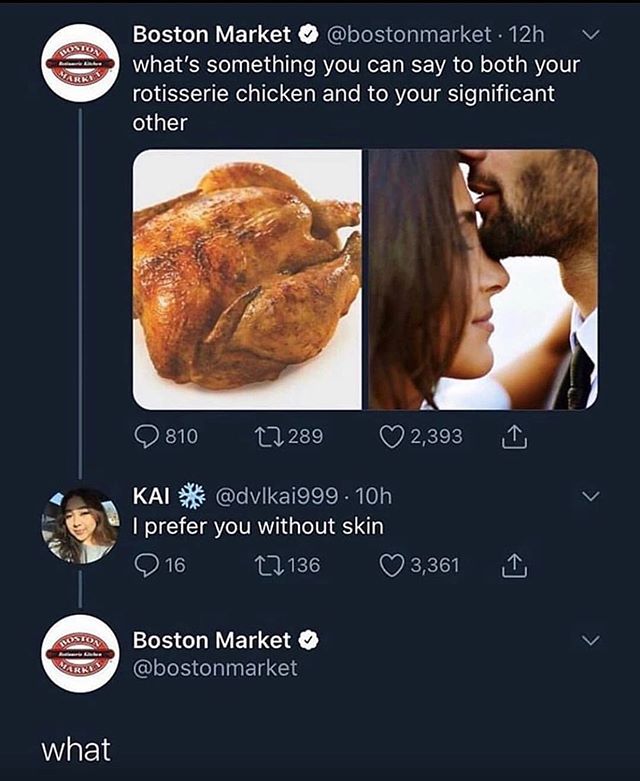 Boston Market @bostonmarket · 12h
what's something you can say to both your
rotisserie chicken and to your significant
other
810 289 2,393
KAI ❄ @dvlkai999 · 10h
I prefer you without skin
16 136 3,361
Boston Market
@bostonmarket
what
BOSTON
Rotisserie Kitchen
MARKET
BOSTON
Rotisserie Kitchen
MARKET